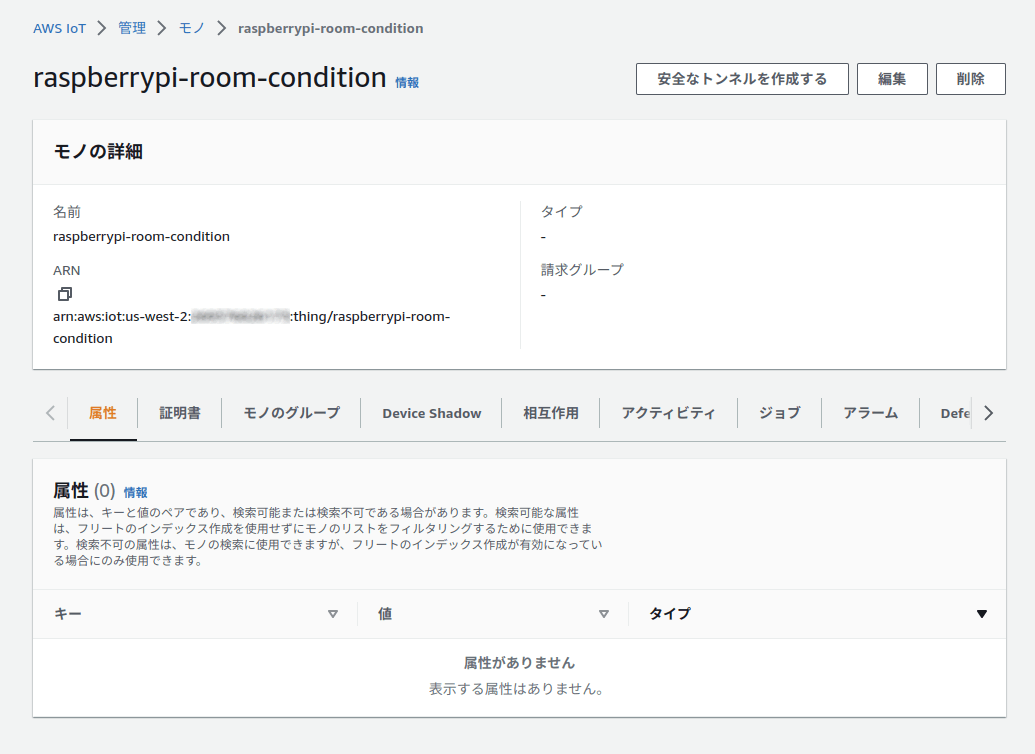 AWS IoT > 管理 > モノ > raspberrypi-room-condition
raspberrypi-room-condition 情報
安全なトンネルを作成する 編集 削除
モノの詳細
名前
raspberrypi-room-condition
ARN
arn:aws:iot:us-west-2: :thing/raspberrypi-room-
condition
タイプ
-
請求グループ
-
属性 証明書 モノのグループ Device Shadow 相互作用 アクティビティ ジョブ アラーム Defe
属性 (0) 情報
属性は、キーと値のペアであり、検索可能または検索不可である場合があります。検索可能な属性
は、フリートのインデックス作成を使用せずにモノのリストをフィルタリングするために使用できま
す。検索不可の属性は、モノの検索に使用できますが、フリートのインデックス作成が有効になってい
る場合にのみ使用できます。
キー 値 タイプ
属性がありません
表示する属性はありません。